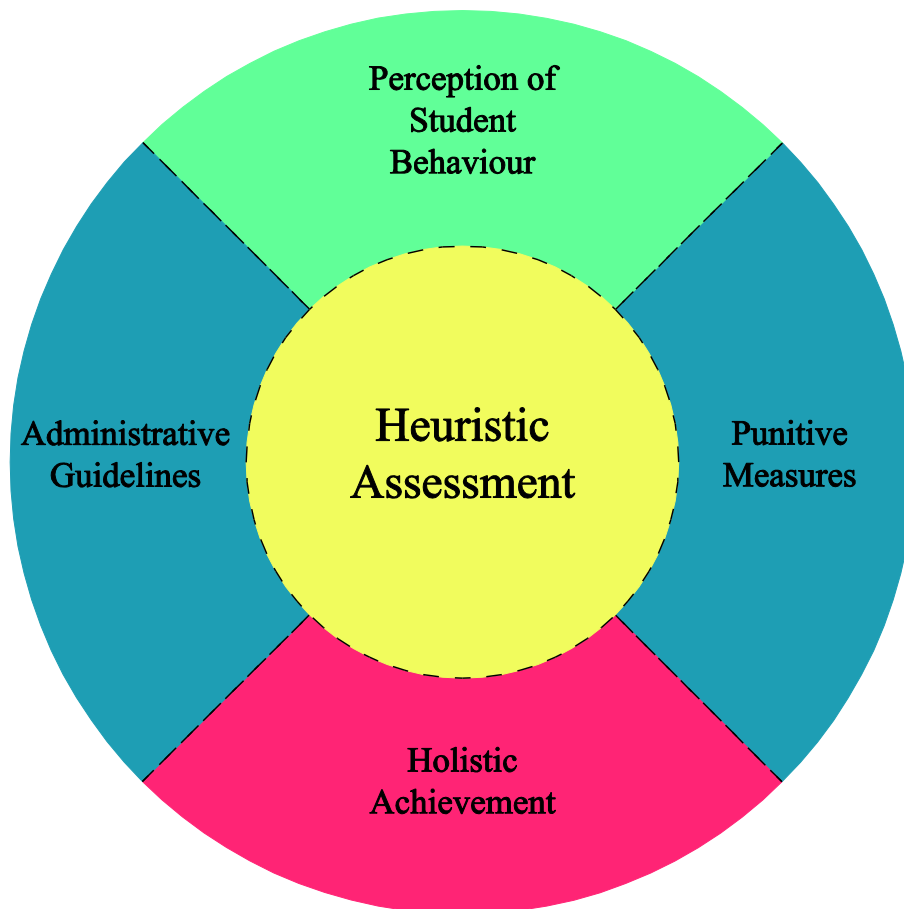 Perception of
Student
Behaviour
Administrative
Guidelines
Heuristic
Assessment
Punitive
Measures
Holistic
Achievement